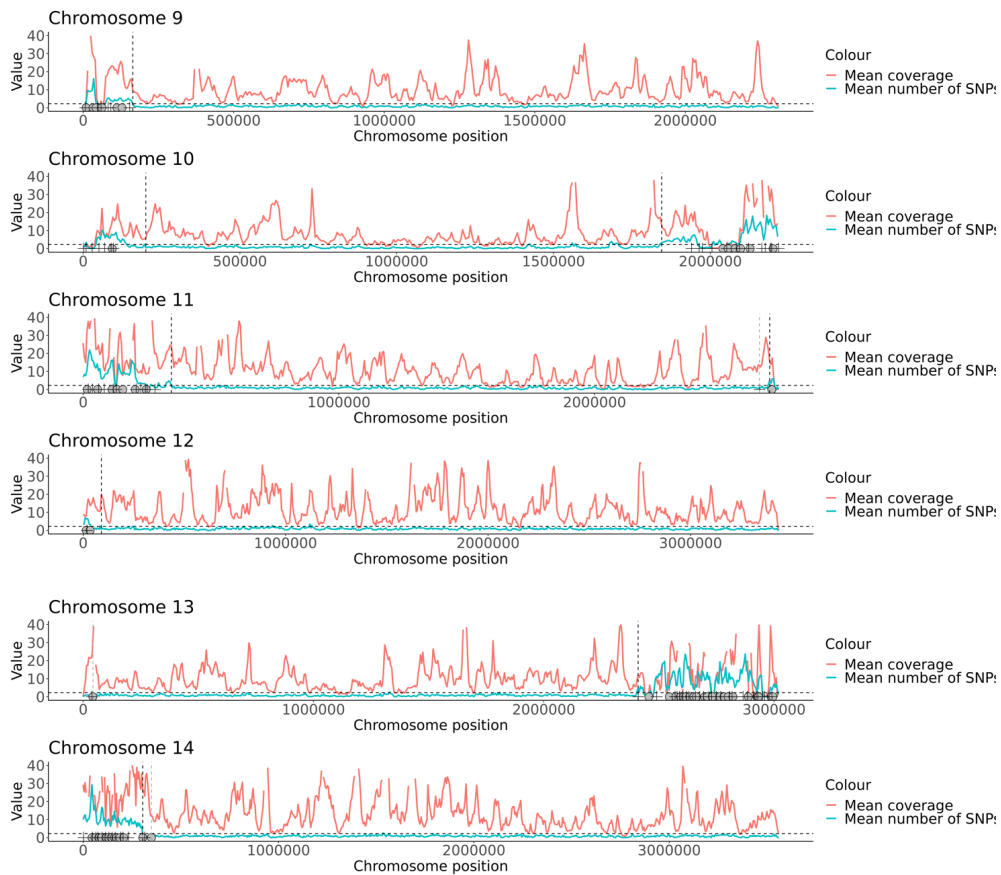 Chromosome 9
40
30
20
10
0
Value
0 500000 1000000 1500000 2000000
Chromosome position
Colour
Mean coverage
Mean number of SNPs
Chromosome 10
40
30
20
10
0
Value
0 500000 1000000 1500000 2000000
Chromosome position
Colour
Mean coverage
Mean number of SNPs
Chromosome 11
40
30
20
10
0
Value
0 1000000 2000000
Chromosome position
Colour
Mean coverage
Mean number of SNPs
Chromosome 12
40
30
20
10
0
Value
0 1000000 2000000 3000000
Chromosome position
Colour
Mean coverage
Mean number of SNPs
Chromosome 13
40
30
20
10
0
Value
0 1000000 2000000 3000000
Chromosome position
Colour
Mean coverage
Mean number of SNPs
Chromosome 14
40
30
20
10
0
Value
0 1000000 2000000 3000000
Chromosome position
Colour
Mean coverage
Mean number of SNPs